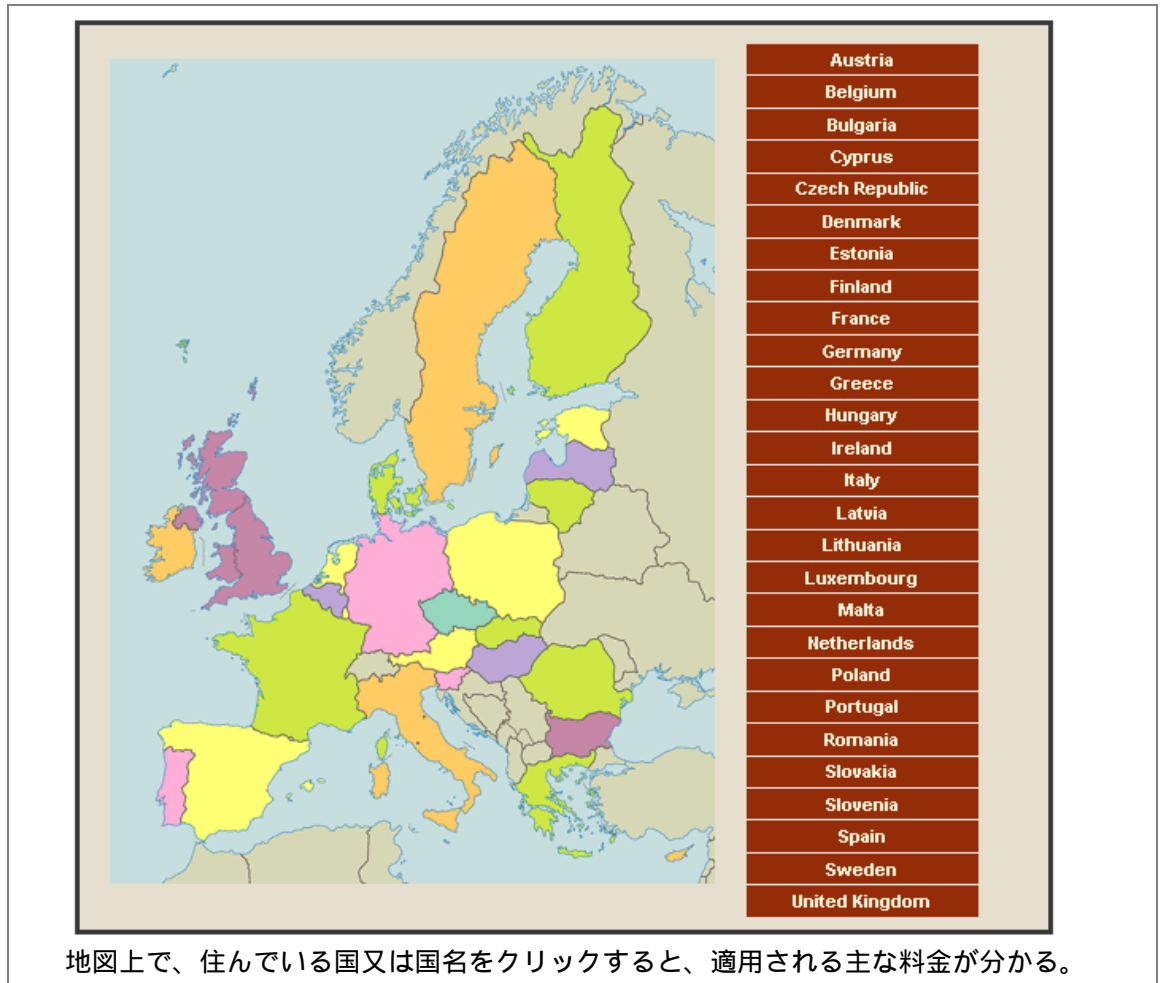 Austria
Belgium
Bulgaria
Cyprus
Czech Republic
Denmark
Estonia
Finland
France
Germany
Greece
Hungary
Ireland
Italy
Latvia
Lithuania
Luxembourg
Malta
Netherlands
Poland
Portugal
Romania
Slovakia
Slovenia
Spain
Sweden
United Kingdom
地図上で、住んでいる国又は国名をクリックすると、適用される主な料金が分かる。